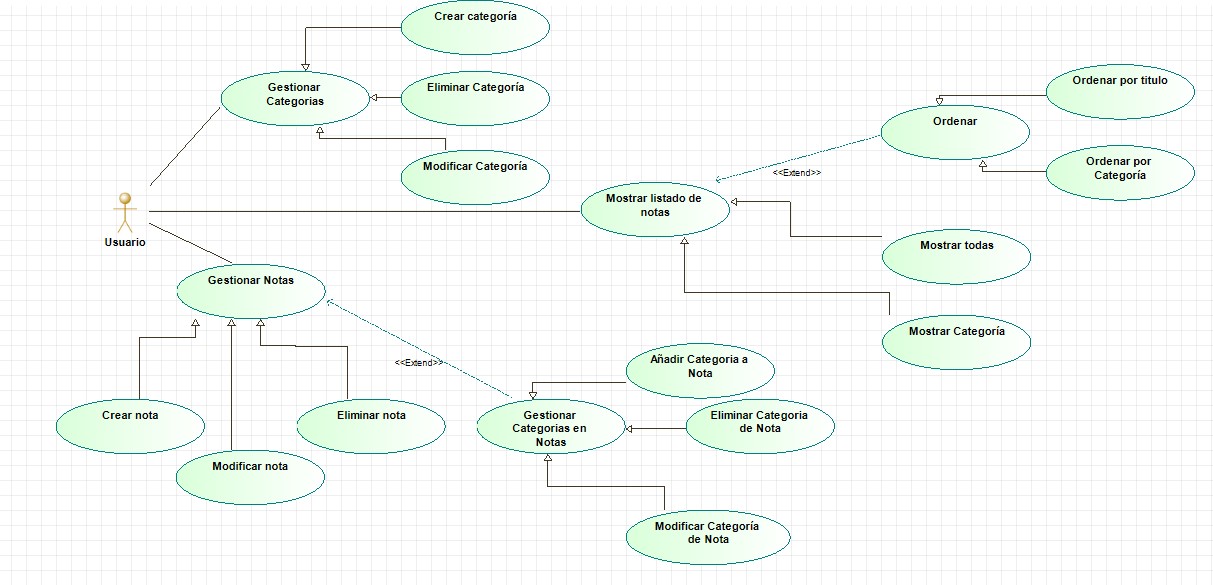 Crear categoría
Gestionar
Categorias
Eliminar Categoría
Modificar Categoría
Ordenar por titulo
Ordenar
Ordenar por
Categoría
<<Extend>>
Mostrar listado de
notas
Usuario
Mostrar todas
Gestionar Notas
Mostrar Categoría
<<Extend>>
Añadir Categoria a
Nota
Crear nota
Eliminar nota
Gestionar
Categorias en
Notas
Eliminar Categoria
de Nota
Modificar nota
Modificar Categoría
de Nota